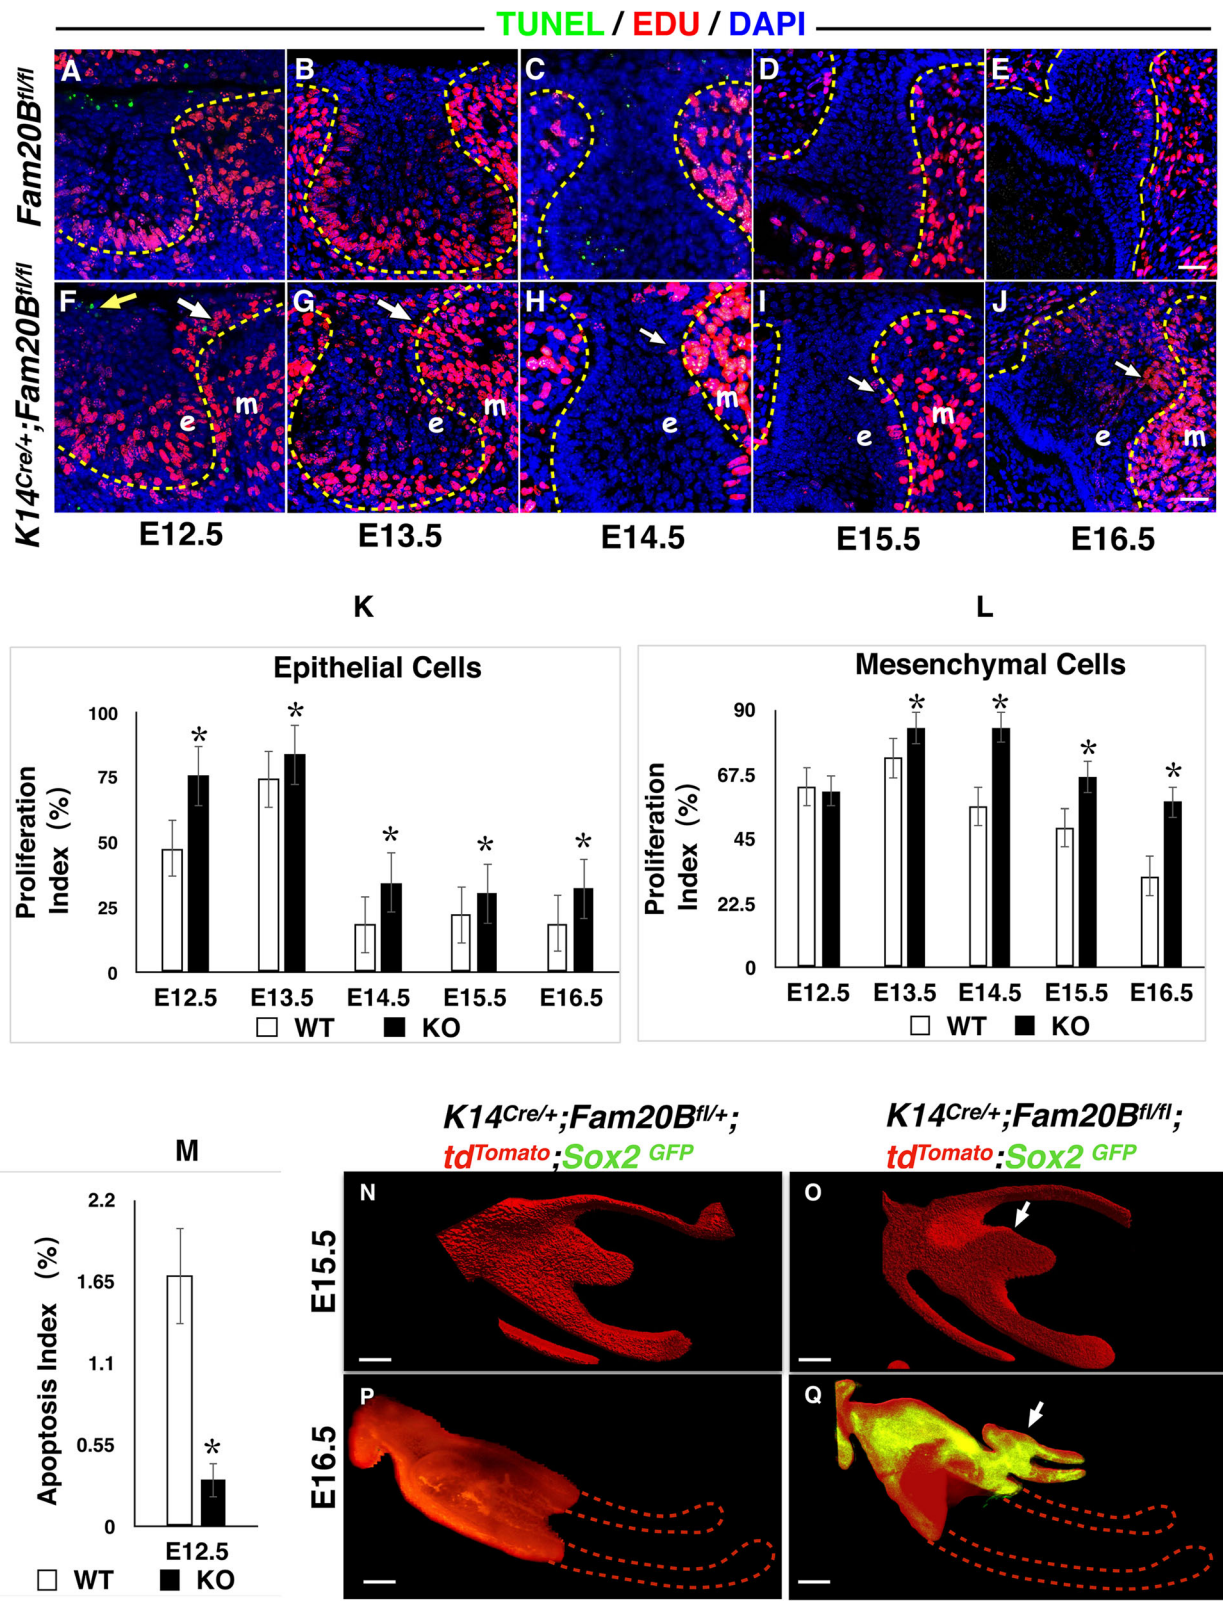 TUNEL / EDU / DAPI
Fam20Bfl/fl
A B C D E
K14Cre/+;Fam20Bfl/fl
F G H I J
e m e m e m e m e m
E12.5 E13.5 E14.5 E15.5 E16.5
K
Epithelial Cells
Proliferation
Index (%)
100
75
50
25
0
* * * * *
E12.5 E13.5 E14.5 E15.5 E16.5
WT KO
L
Mesenchymal Cells
Proliferation
Index (%)
90
67.5
45
22.5
0
* * * *
E12.5 E13.5 E14.5 E15.5 E16.5
WT KO
M
Apoptosis Index (%)
2.2
1.65
1.1
0.55
0
*
E12.5
WT KO
K14Cre/+;Fam20Bfl/+;
tdTomato;Sox2 GFP
K14Cre/+;Fam20Bfl/fl;
tdTomato;Sox2 GFP
E15.5
N O
E16.5
P Q